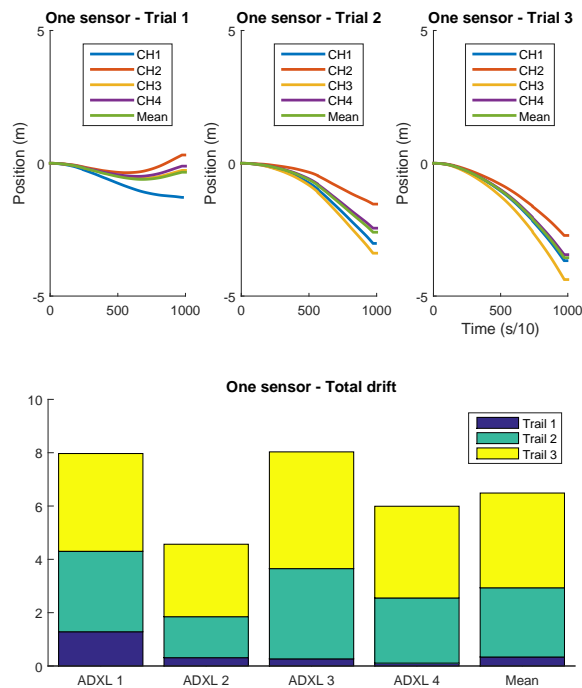 One sensor - Trial 1
One sensor - Trial 2
One sensor - Trial 3
5
0
-5
Position (m)
0
500
1000
CH1
CH2
CH3
CH4
Mean
5
0
-5
Position (m)
0
500
1000
CH1
CH2
CH3
CH4
Mean
5
0
-5
Position (m)
0
500
1000
Time (s/10)
CH1
CH2
CH3
CH4
Mean
One sensor - Total drift
10
8
6
4
2
0
Trail 1
Trail 2
Trail 3
ADXL 1
ADXL 2
ADXL 3
ADXL 4
Mean